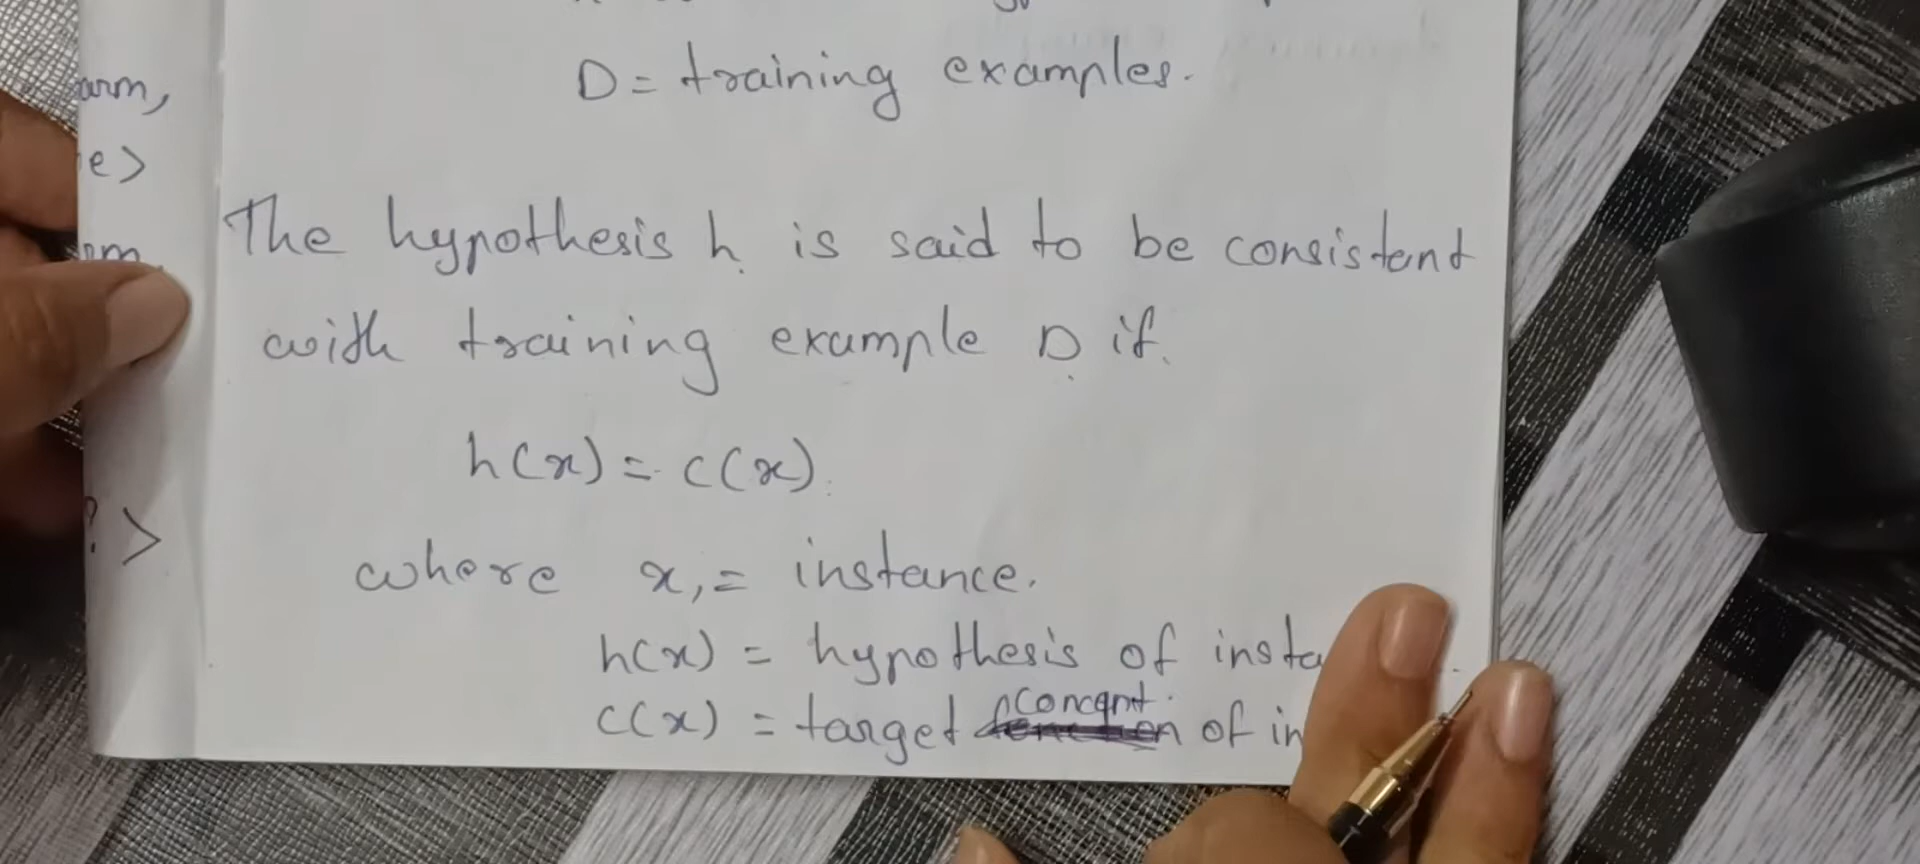 D = training examples.
arm,
e>
The hypothesis h is said to be consistent
with training example D if.
h(x) = c(x).
? >
where x, = instance.
h(x) = hypothesis of insta
c(x) = target concept of in